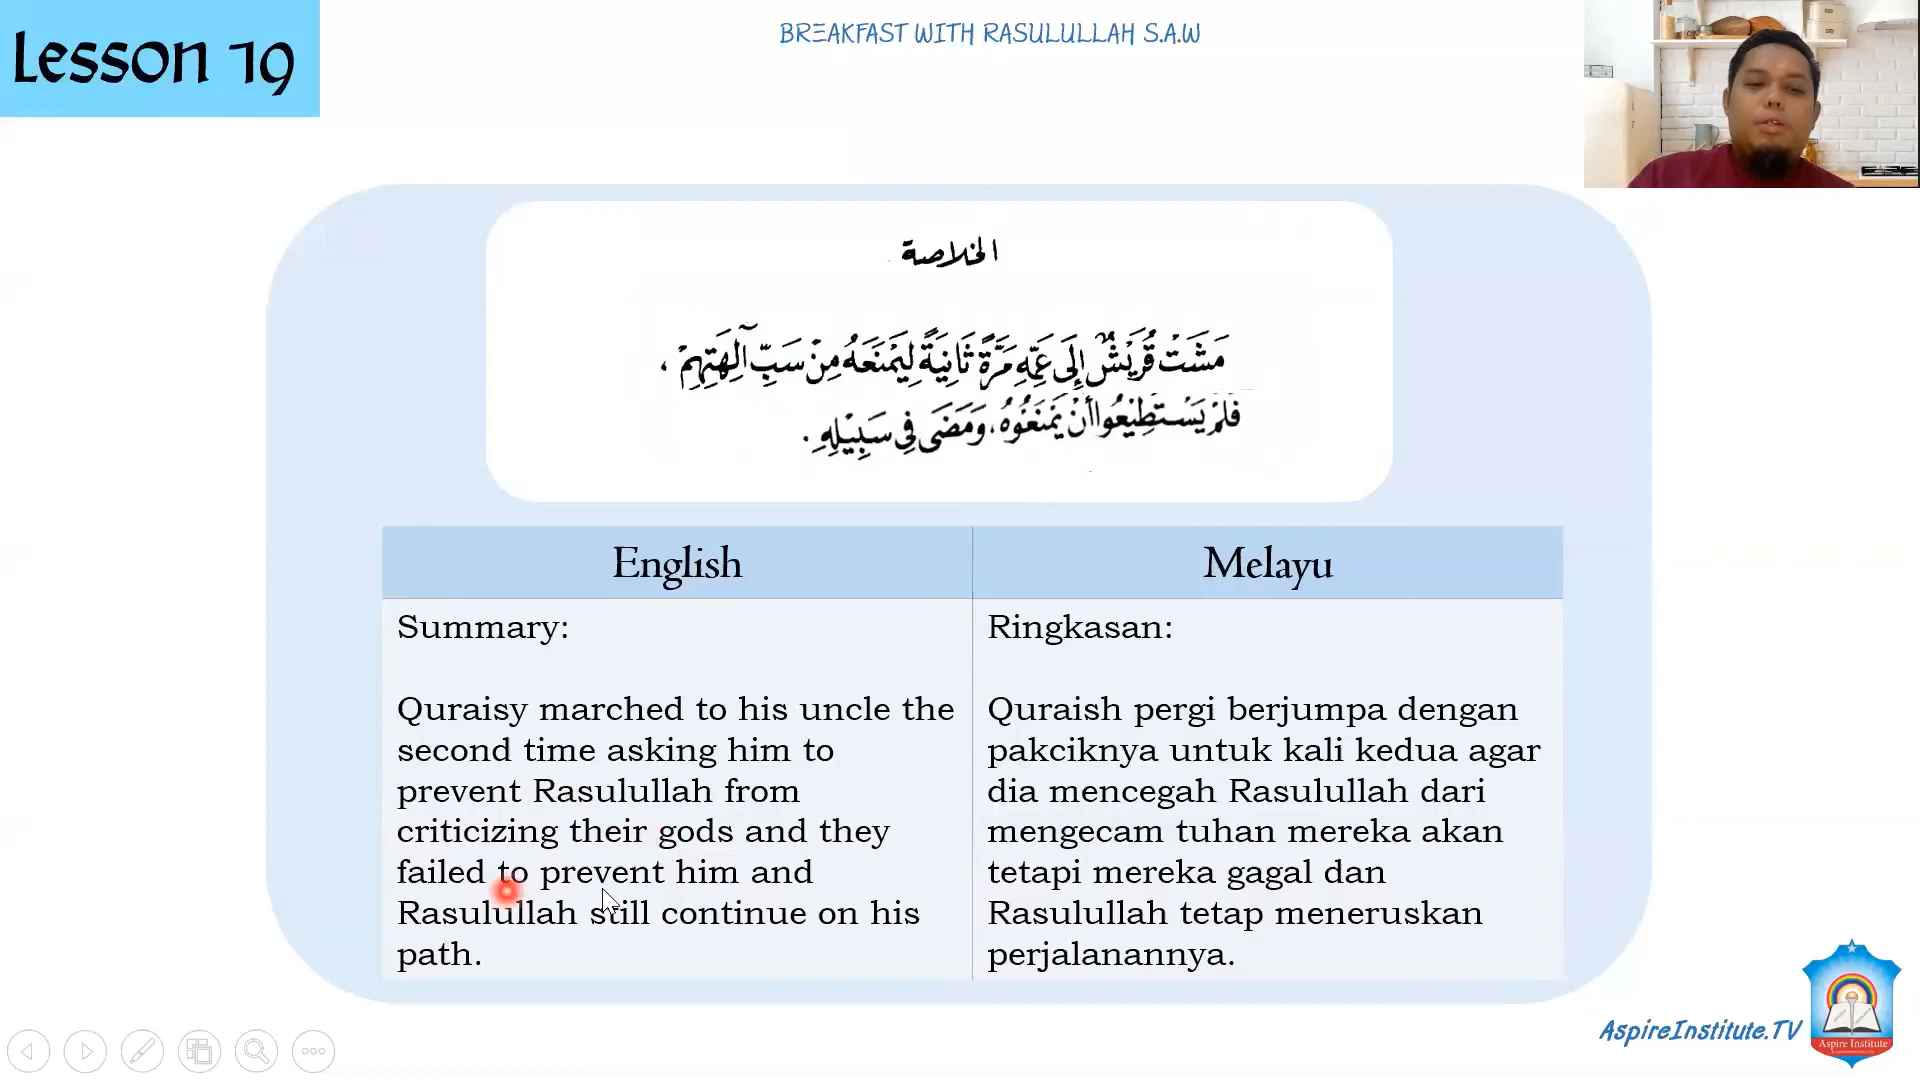 Lesson 19
BREAKFAST WITH RASULULLAH S.A.W
الخلاصة
مَشَتْ قُرَيْشٌ إِلَى عَمِّهِ مَرَّةً ثَانِيَةً لِيَمْنَعَهُ مِنْ سَبِّ آلِهَتِهِمْ ،
فَلَمْ يَسْتَطِيْعُوا أَنْ يَمْنَعُوْهُ، وَمَضَى فِي سَبِيْلِهِ .
English
Summary:
Quraisy marched to his uncle the
second time asking him to
prevent Rasulullah from
criticizing their gods and they
failed to prevent him and
Rasulullah still continue on his
path.
Melayu
Ringkasan:
Quraish pergi berjumpa dengan
pakciknya untuk kali kedua agar
dia mencegah Rasulullah dari
mengecam tuhan mereka akan
tetapi mereka gagal dan
Rasulullah tetap meneruskan
perjalanannya.
AspireInstitute.TV
Aspire Institute